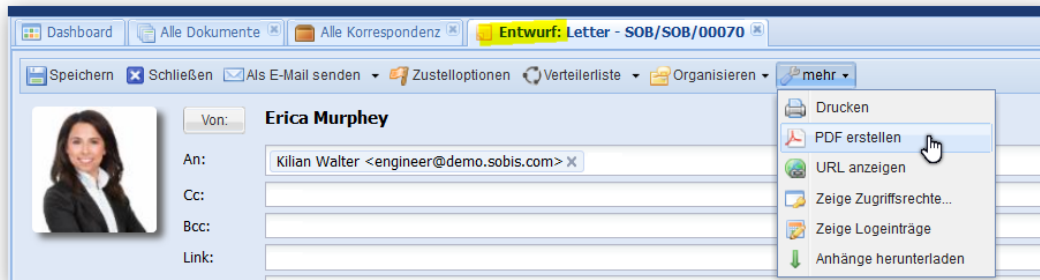 Dashboard Alle Dokumente Alle Korrespondenz Entwurf: Letter - SOB/SOB/00070
Speichern Schließen Als E-Mail senden Zustelloptionen Verteilerliste Organisieren mehr
Von: Erica Murphey
An: Kilian Walter <engineer@demo.sobis.com>
Cc:
Bcc:
Link:
Drucken
PDF erstellen
URL anzeigen
Zeige Zugriffsrechte...
Zeige Logeinträge
Anhänge herunterladen